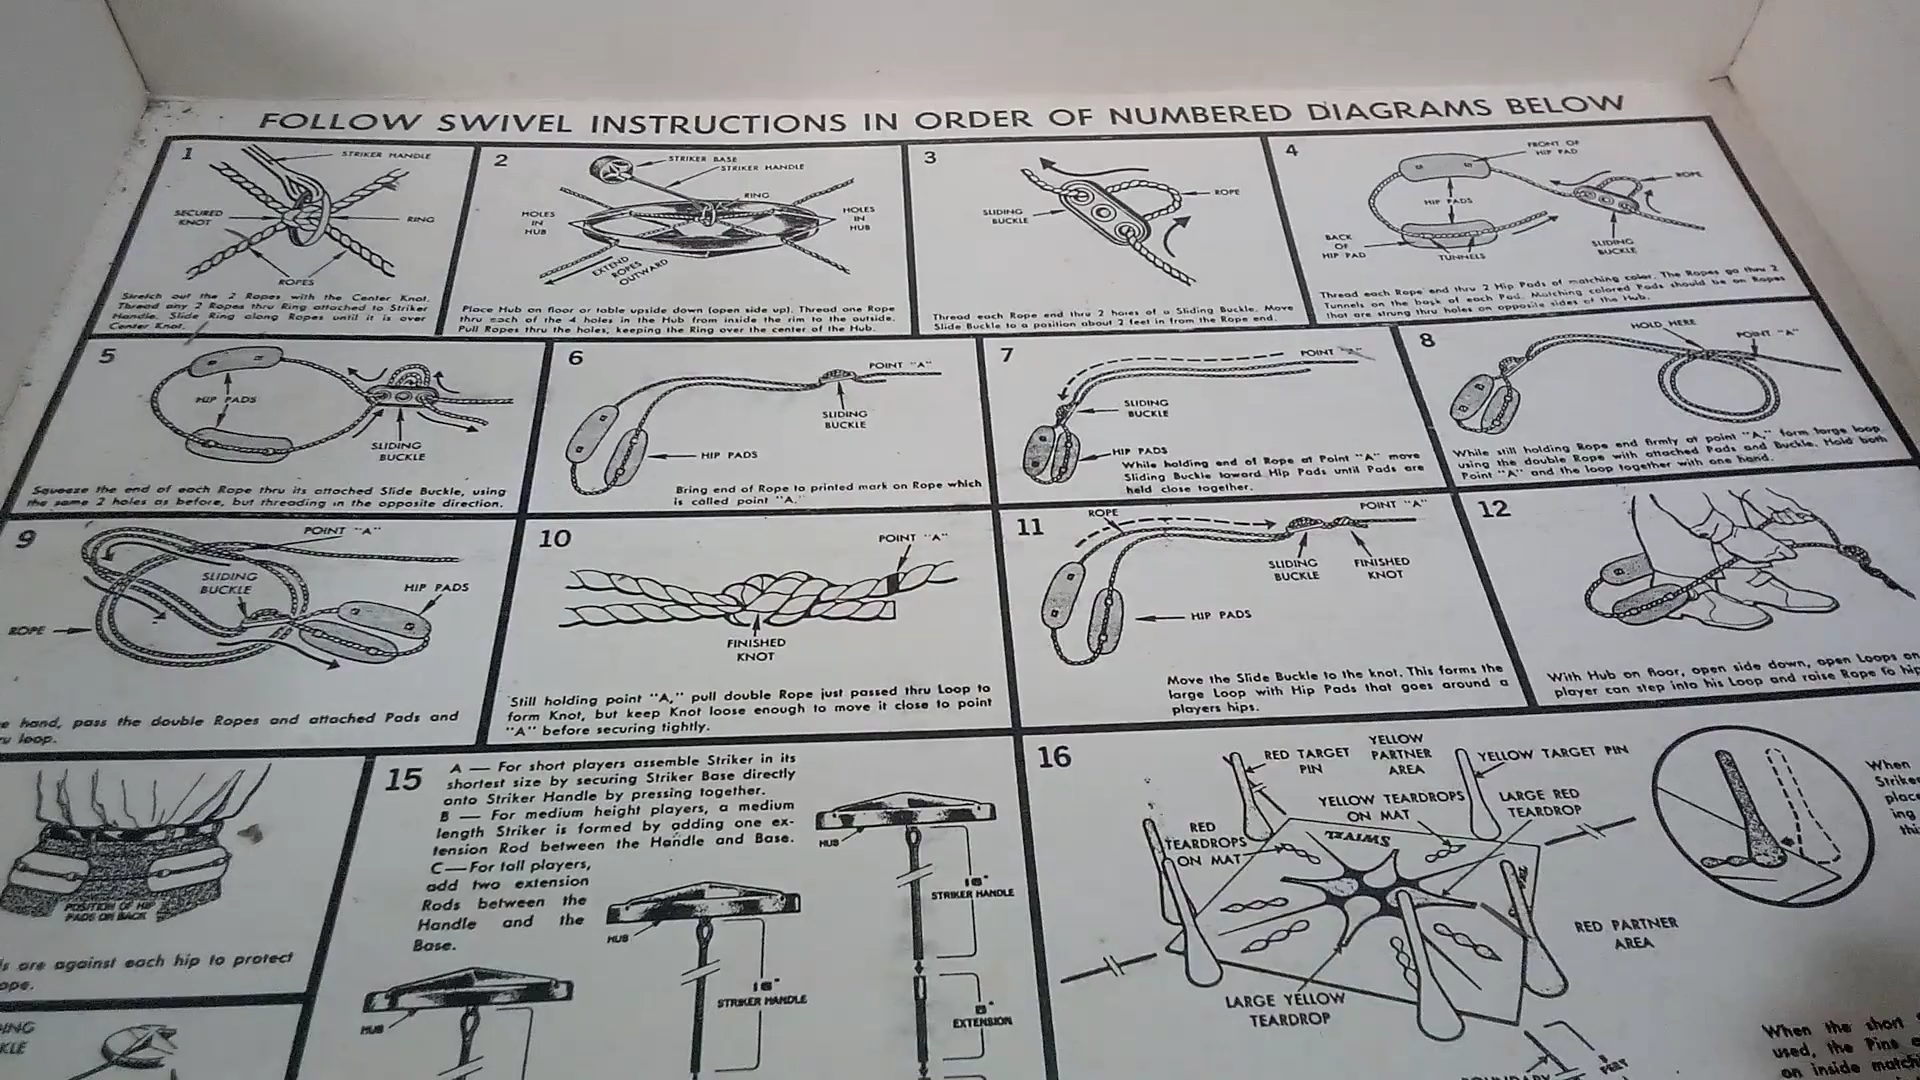 FOLLOW SWIVEL INSTRUCTIONS IN ORDER OF NUMBERED DIAGRAMS BELOW
1
STRIKER HANDLE
SECURED
KNOT
RING
ROPES
Stretch out the 2 Ropes with the Center Knot.
Thread any 2 Ropes thru Ring attached to Striker
Handle. Slide Ring along Ropes until it is over
Center Knot.
2
STRIKER BASE
STRIKER HANDLE
RING
HOLES
IN
HUB
HOLES
IN
HUB
EXTEND
ROPES
OUTWARD
Place Hub on floor or table upside down (open side up). Thread one Rope
thru each of the 4 holes in the Hub from inside the rim to the outside.
Pull Ropes thru the holes, keeping the Ring over the center of the Hub.
3
ROPE
SLIDING
BUCKLE
Thread each Rope end thru 2 holes of a Sliding Buckle. Move
Slide Buckle to a position about 2 feet in from the Rope end.
4
FRONT OF
HIP PAD
ROPE
HIP PADS
BACK
OF
HIP PAD
TUNNELS
SLIDING
BUCKLE
Thread each Rope end thru 2 Hip Pads of matching color. The Ropes go thru 2
Tunnels on the back of each Pad. Matching colored Pads should be on Ropes
that are strung thru holes on opposite sides of the Hub.
5
HIP PADS
SLIDING
BUCKLE
Squeeze the end of each Rope thru its attached Slide Buckle, using
the same 2 holes as before, but threading in the opposite direction.
6
POINT "A"
SLIDING
BUCKLE
HIP PADS
Bring end of Rope to printed mark on Rope which
is called point "A."
7
POINT
SLIDING
BUCKLE
HIP PADS
While holding end of Rope at Point "A" move
Sliding Buckle toward Hip Pads until Pads are
held close together.
8
HOLD HERE
POINT "A"
While still holding Rope end firmly at point "A," form large loop
using the double Rope with attached Pads and Buckle. Hold both
Point "A" and the loop together with one hand.
9
POINT "A"
SLIDING
BUCKLE
HIP PADS
ROPE
hand, pass the double Ropes and attached Pads and
loop.
10
POINT "A"
FINISHED
KNOT
Still holding point "A," pull double Rope just passed thru Loop to
form Knot, but keep Knot loose enough to move it close to point
"A" before securing tightly.
11
ROPE
POINT "A"
SLIDING
BUCKLE
FINISHED
KNOT
HIP PADS
Move the Slide Buckle to the knot. This forms the
large Loop with Hip Pads that goes around a
players hips.
12
With Hub on floor, open side down, open Loops
player can step into his Loop and raise Rope to
POSITION OF HIP
PADS ON BACK
are against each hip to protect
15
A — For short players assemble Striker in its
shortest size by securing Striker Base directly
onto Striker Handle by pressing together.
B — For medium height players, a medium
length Striker is formed by adding one ex-
tension Rod between the Handle and Base.
C — For tall players,
add two extension
Rods between the
Handle and the
Base.
HUB
16"
STRIKER HANDLE
HUB
16"
STRIKER HANDLE
8"
EXTENSION
HUB
16
RED TARGET
PIN
YELLOW
PARTNER
AREA
YELLOW TARGET PIN
YELLOW TEARDROPS
ON MAT
LARGE RED
TEARDROP
RED
TEARDROPS
ON MAT
SWIVEL
RED PARTNER
AREA
LARGE YELLOW
TEARDROP
FEET
When
When the short
used, the Pins
on inside